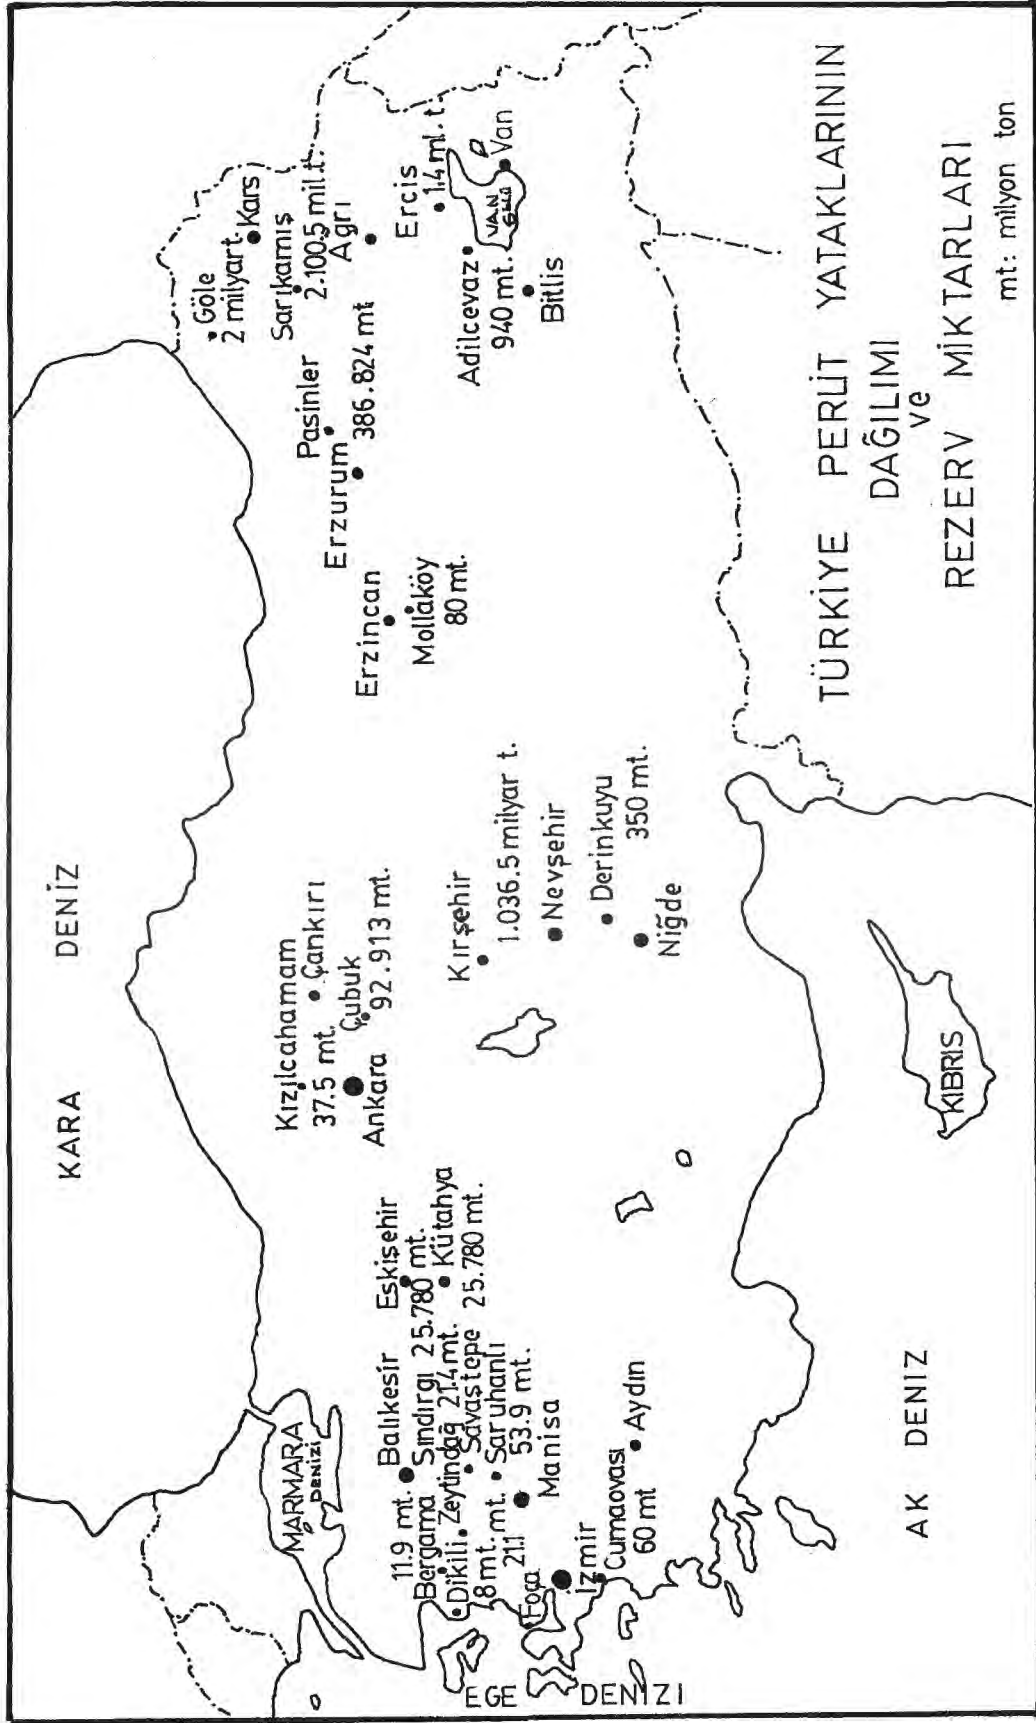 KARA DENİZ
MARMARA
DENİZİ
EGE DENİZİ
AK DENİZ
KIBRIS
VAN
GÖLÜ
Göle
2 milyar t.
Kars
Sarıkamış
2.100.5 mil.t.
Ağrı
Pasinler
Erzurum
386.824 mt
Ercis
1.4 ml. t.
Van
Adilcevaz
940 mt.
Bitlis
Erzincan
Mollaköy
80 mt.
Kızılcahamam
37.5 mt.
Çankırı
Çubuk
92.913 mt.
Ankara
Kırşehir
1.036.5 milyar t.
Nevşehir
Derinkuyu
350 mt.
Niğde
Eskişehir
Balıkesir
11.9 mt.
Bergama
Sındırgı 25.780 mt.
Kütahya
Dikili
Zeytindağ 21.4 mt.
Savaştepe 25.780 mt.
8 mt. mt.
Saruhanlı
53.9 mt.
21.1
Foça
Manisa
İzmir
Cumaovası
60 mt
Aydın
TÜRKİYE PERLİT YATAKLARININ
DAĞILIMI
ve
REZERV MİKTARLARI
mt: milyon ton